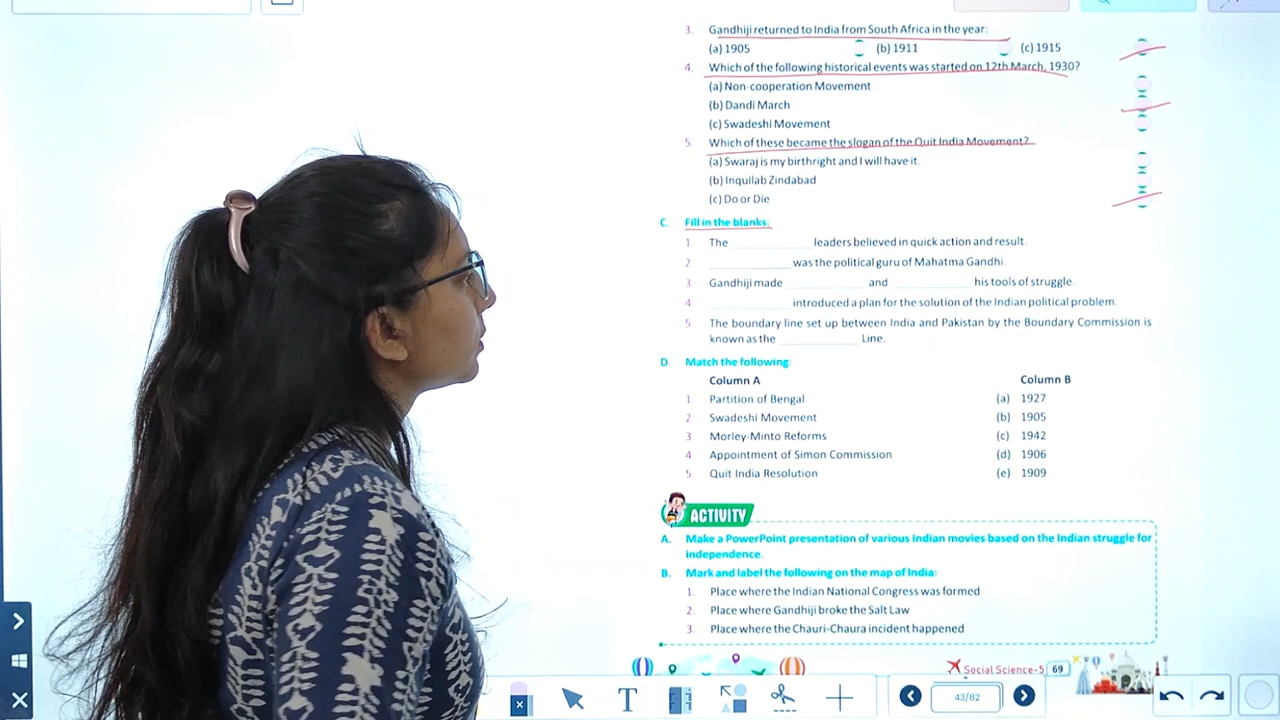 3. Gandhiji returned to India from South Africa in the year:
(a) 1905 (b) 1911 (c) 1915
4. Which of the following historical events was started on 12th March, 1930?
(a) Non-cooperation Movement
(b) Dandi March
(c) Swadeshi Movement
5. Which of these became the slogan of the Quit India Movement?
(a) Swaraj is my birthright and I will have it.
(b) Inquilab Zindabad
(c) Do or Die
C. Fill in the blanks:
1 The __________ leaders believed in quick action and result.
2 __________ was the political guru of Mahatma Gandhi.
3 Gandhiji made __________ and __________ his tools of struggle.
4 __________ introduced a plan for the solution of the Indian political problem.
5 The boundary line set up between India and Pakistan by the Boundary Commission is
known as the __________ Line.
D. Match the following:
Column A Column B
1 Partition of Bengal (a) 1927
2 Swadeshi Movement (b) 1905
3 Morley-Minto Reforms (c) 1942
4 Appointment of Simon Commission (d) 1906
5. Quit India Resolution (e) 1909
ACTIVITY
A. Make a PowerPoint presentation of various Indian movies based on the Indian struggle for
independence.
B. Mark and label the following on the map of India:
1. Place where the Indian National Congress was formed
2. Place where Gandhiji broke the Salt Law
3. Place where the Chauri-Chaura incident happened
Social Science-5 69
T
43/82